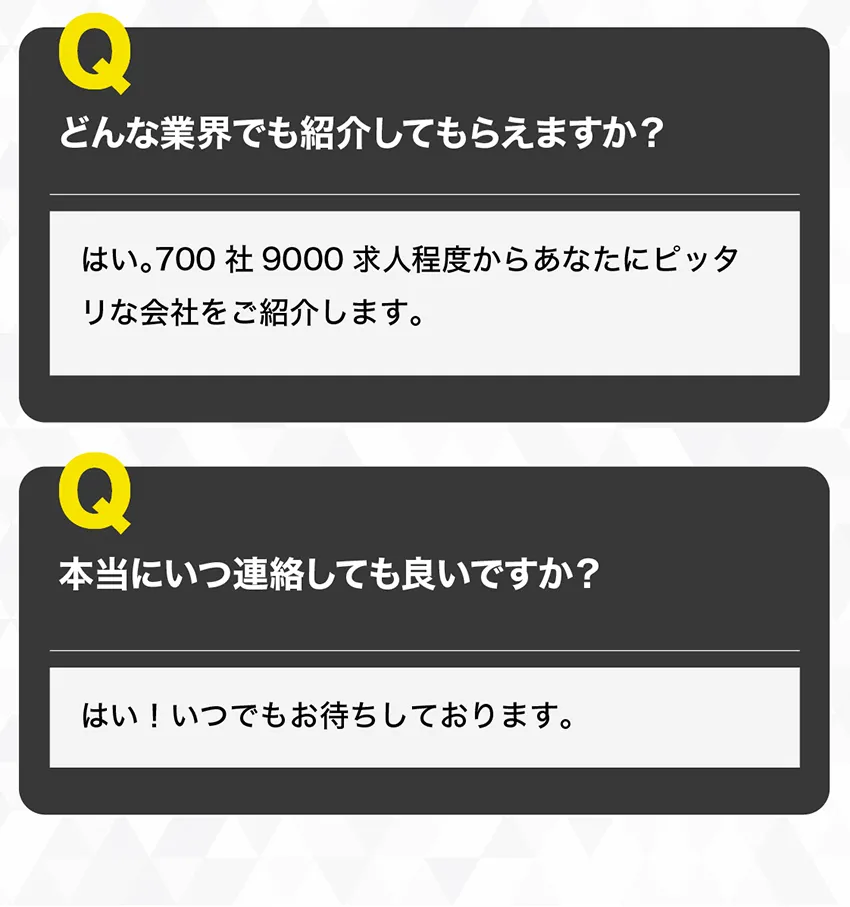 Q
どんな業界でも紹介してもらえますか？
はい。700 社 9000 求人程度からあなたにピッタ
リな会社をご紹介します。
Q
本当にいつ連絡しても良いですか？
はい！いつでもお待ちしております。